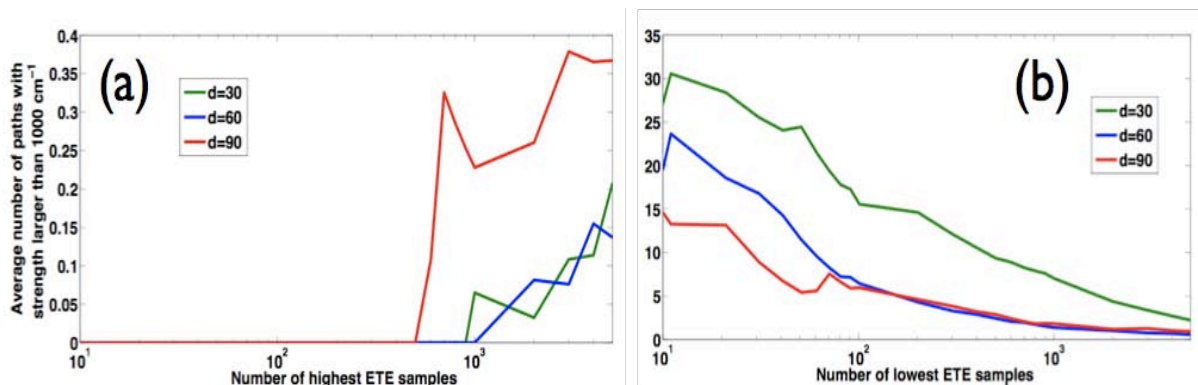 (a)
Average number of paths with
strength larger than 1000 cm⁻¹
0.4
0.35
0.3
0.25
0.2
0.15
0.1
0.05
0
d=30
d=60
d=90
10¹
10²
10³
Number of highest ETE samples
(b)
35
30
25
20
15
10
5
0
d=30
d=60
d=90
10¹
10²
10³
Number of lowest ETE samples